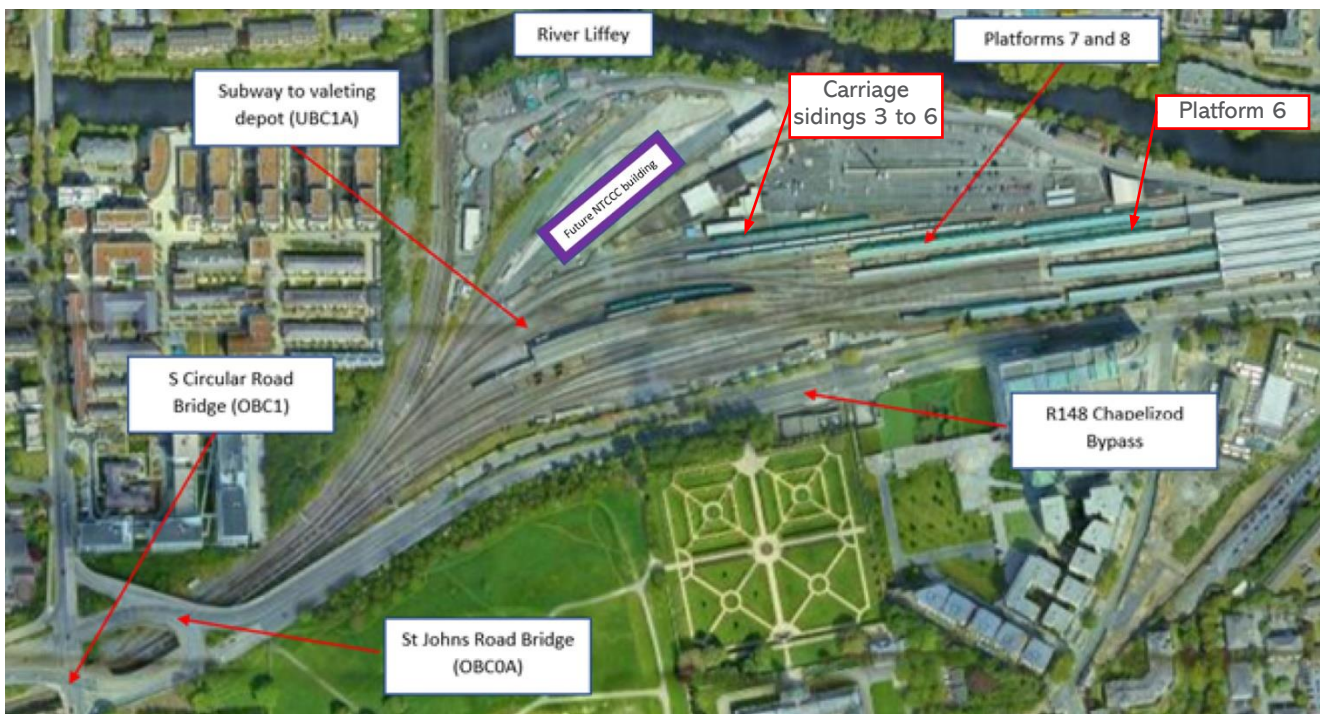 River Liffey
Platforms 7 and 8
Subway to valeting
depot (UBC1A)
Carriage
sidings 3 to 6
Platform 6
Future NTCCC building
S Circular Road
Bridge (OBC1)
R148 Chapelizod
Bypass
St Johns Road Bridge
(OBC0A)